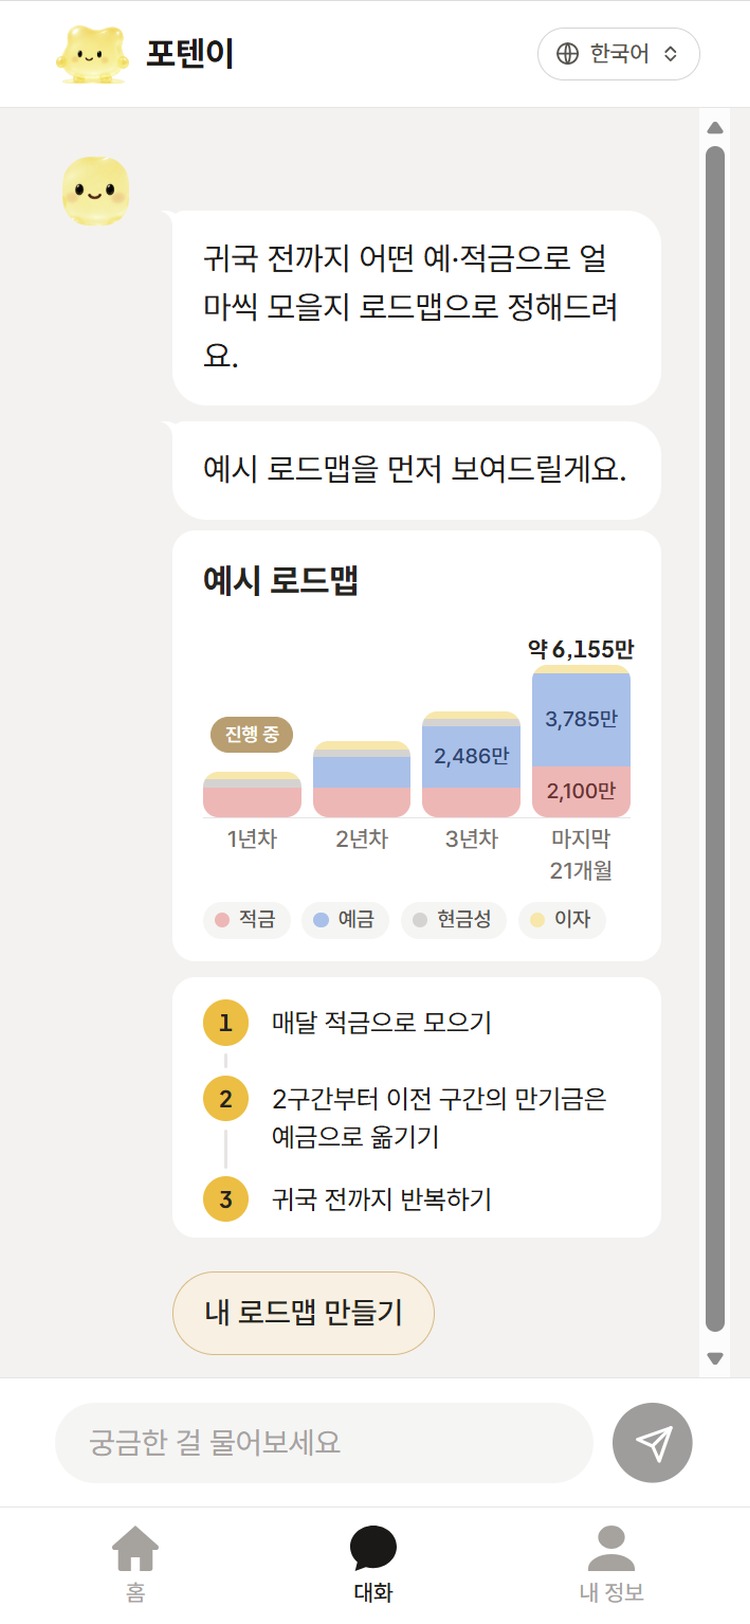 포텐이
한국어
귀국 전까지 어떤 예·적금으로 얼
마씩 모을지 로드맵으로 정해드려
요.
예시 로드맵을 먼저 보여드릴게요.
예시 로드맵
약 6,155만
진행 중
3,785만
2,486만
2,100만
1년차
2년차
3년차
마지막
21개월
적금
예금
현금성
이자
1 매달 적금으로 모으기
2 2구간부터 이전 구간의 만기금은
예금으로 옮기기
3 귀국 전까지 반복하기
내 로드맵 만들기
궁금한 걸 물어보세요
홈
대화
내 정보